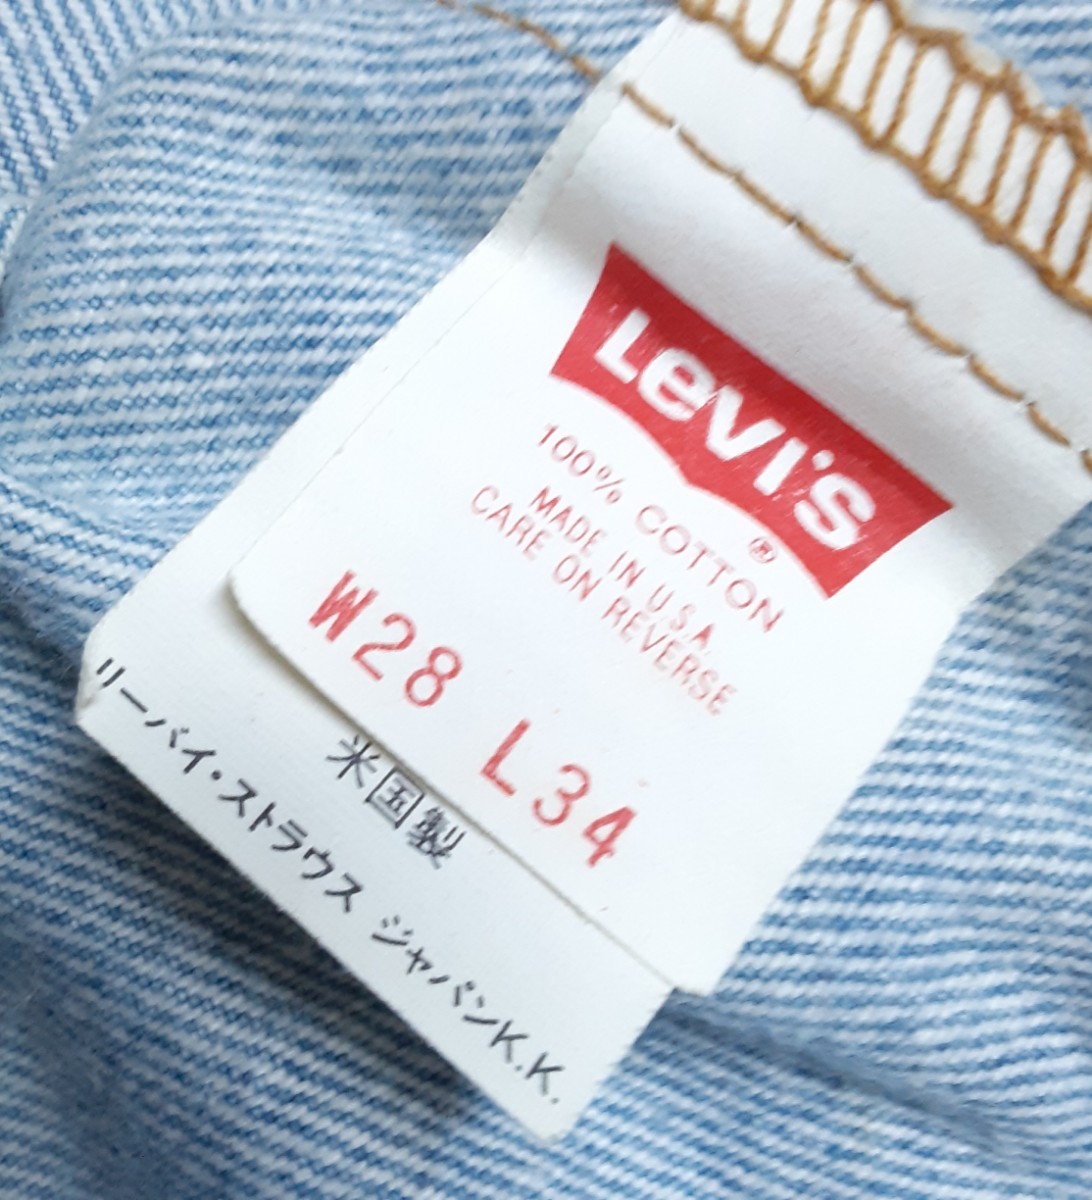 Levi's
®
100% COTTON
MADE IN U.S.A.
CARE ON REVERSE
W28 L34
米国製
リーバイ・ストラウス ジャパンK.K.